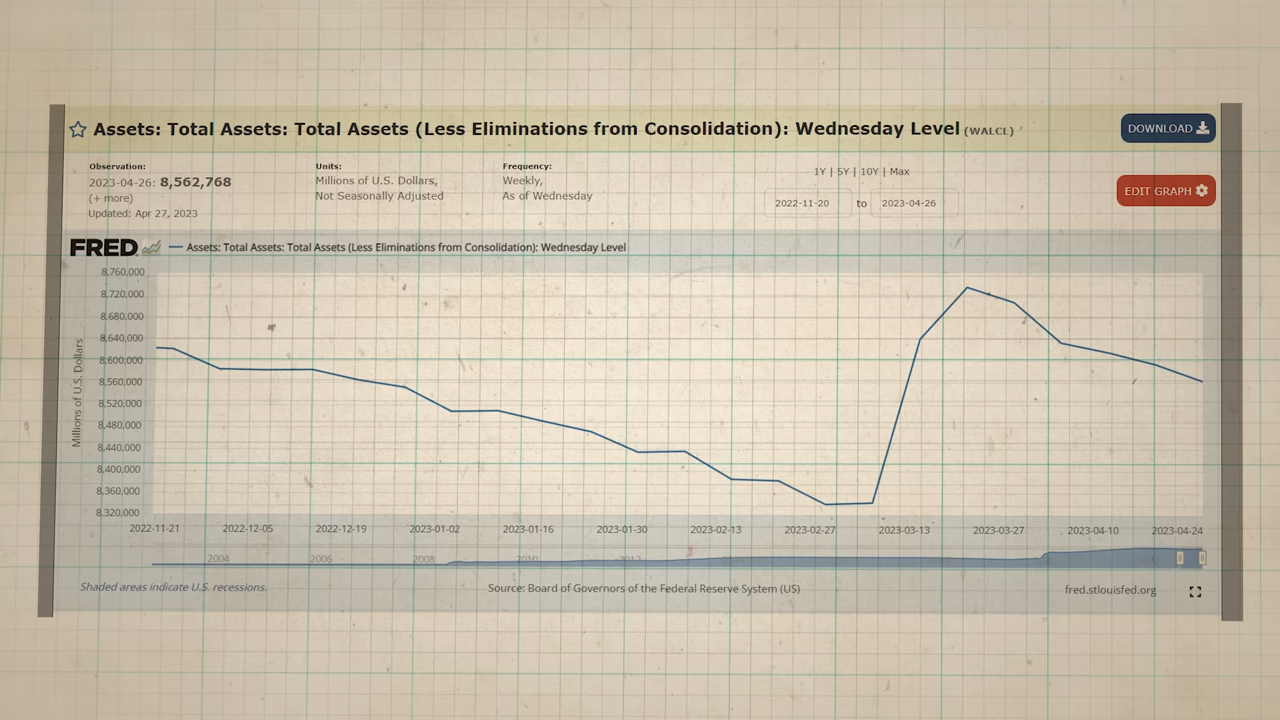 Assets: Total Assets: Total Assets (Less Eliminations from Consolidation): Wednesday Level (WALCL)
DOWNLOAD
Observation:
2023-04-26: 8,562,768
(+ more)
Updated: Apr 27, 2023
Units:
Millions of U.S. Dollars,
Not Seasonally Adjusted
Frequency:
Weekly,
As of Wednesday
1Y | 5Y | 10Y | Max
2022-11-20 to 2023-04-26
EDIT GRAPH
FRED
Assets: Total Assets: Total Assets (Less Eliminations from Consolidation): Wednesday Level
Millions of U.S. Dollars
8,760,000
8,720,000
8,680,000
8,640,000
8,600,000
8,560,000
8,520,000
8,480,000
8,440,000
8,400,000
8,360,000
8,320,000
2022-11-21 2022-12-05 2022-12-19 2023-01-02 2023-01-16 2023-01-30 2023-02-13 2023-02-27 2023-03-13 2023-03-27 2023-04-10 2023-04-24
2004 2006 2008 2010 2012
Shaded areas indicate U.S. recessions.
Source: Board of Governors of the Federal Reserve System (US)
fred.stlouisfed.org